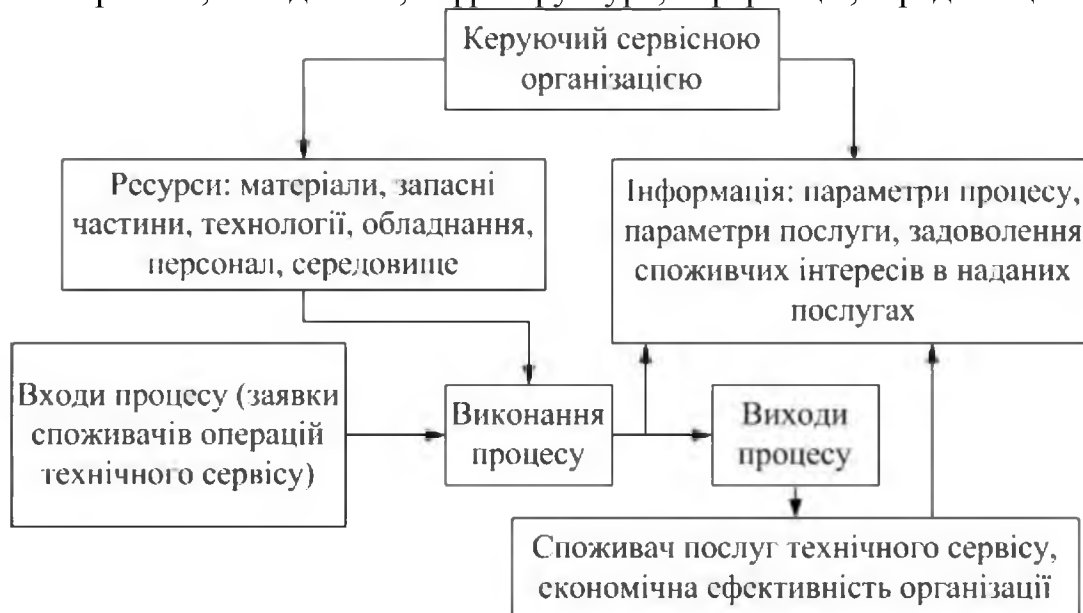 Керуючий сервісною
організацією
Ресурси: матеріали, запасні
частини, технології, обладнання,
персонал, середовище
Інформація: параметри процесу,
параметри послуги, задоволення
споживчих інтересів в наданих
послугах
Входи процесу (заявки
споживачів операцій
технічного сервісу)
Виконання
процесу
Виходи
процесу
Споживач послуг технічного сервісу,
економічна ефективність організації